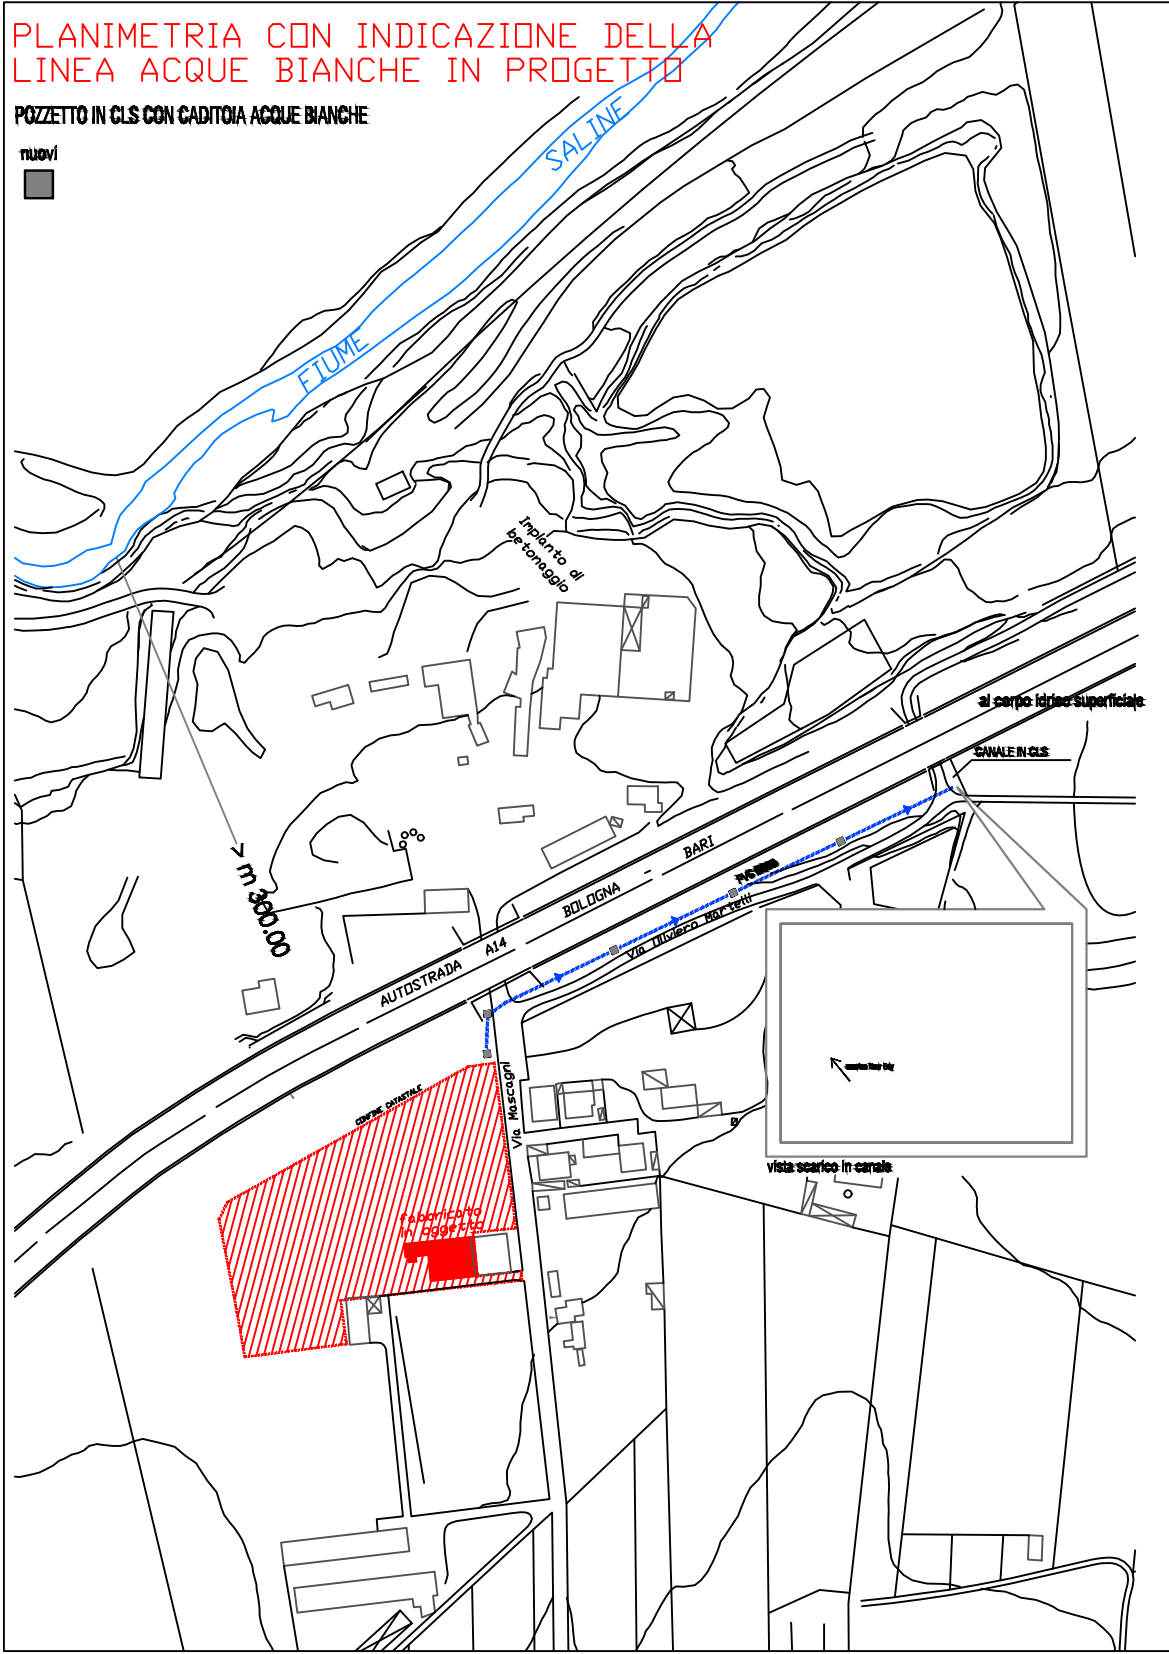 PLANIMETRIA CON INDICAZIONE DELLA
LINEA ACQUE BIANCHE IN PROGETTO
POZZETTO IN CLS CON CADITOIA ACQUE BIANCHE
nuovi
SALINE
FIUME
Impianto di
betonaggio
al corpo idrico superficiale
CANALE IN CLS
> m 300.00
BARI
BOLOGNA
A14
AUTOSTRADA
Via Oliviero Martelli
Via Mascagni
CONFINE CATASTALE
vista scarico in canale
fabbricato
in oggetto